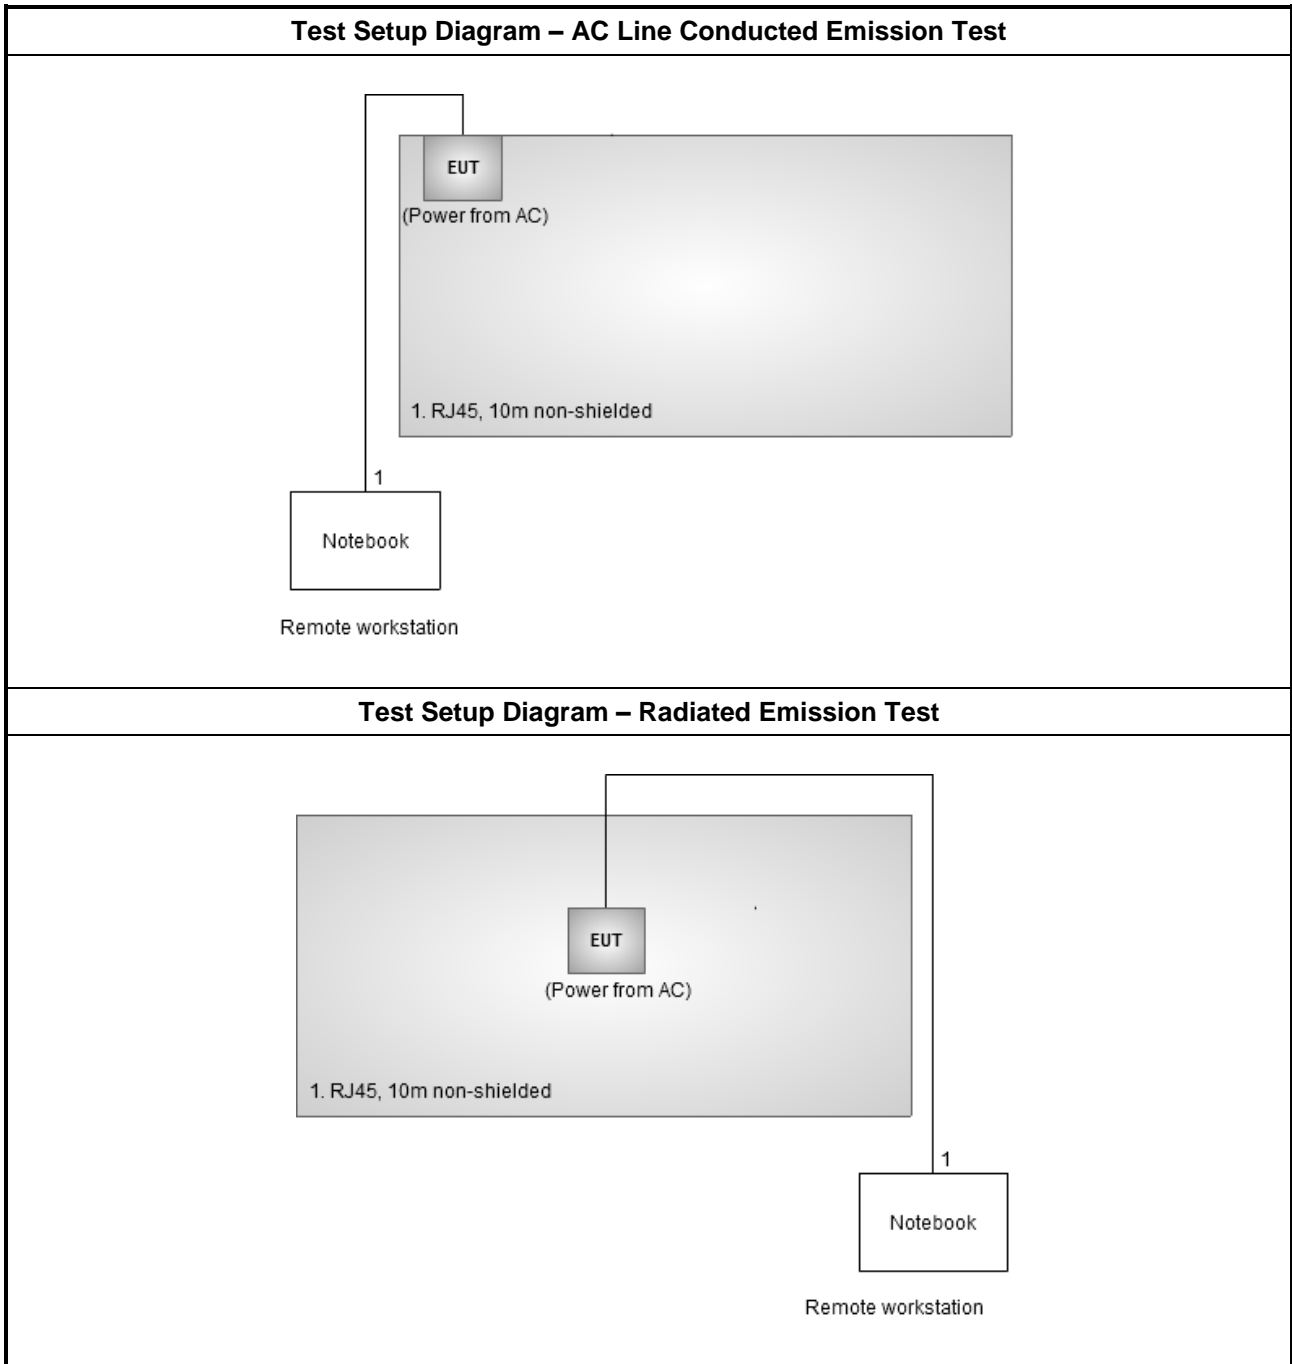 Test Setup Diagram – AC Line Conducted Emission Test
EUT
(Power from AC)
1. RJ45, 10m non-shielded
1
Notebook
Remote workstation
Test Setup Diagram – Radiated Emission Test
EUT
(Power from AC)
1. RJ45, 10m non-shielded
1
Notebook
Remote workstation